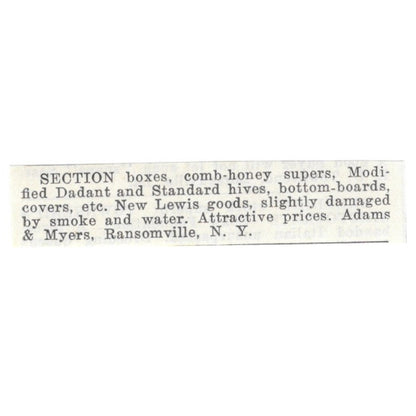 SECTION boxes, comb-honey supers, Modi-
fied Dadant and Standard hives, bottom-boards,
covers, etc. New Lewis goods, slightly damaged
by smoke and water. Attractive prices. Adams
& Myers, Ransomville, N. Y.